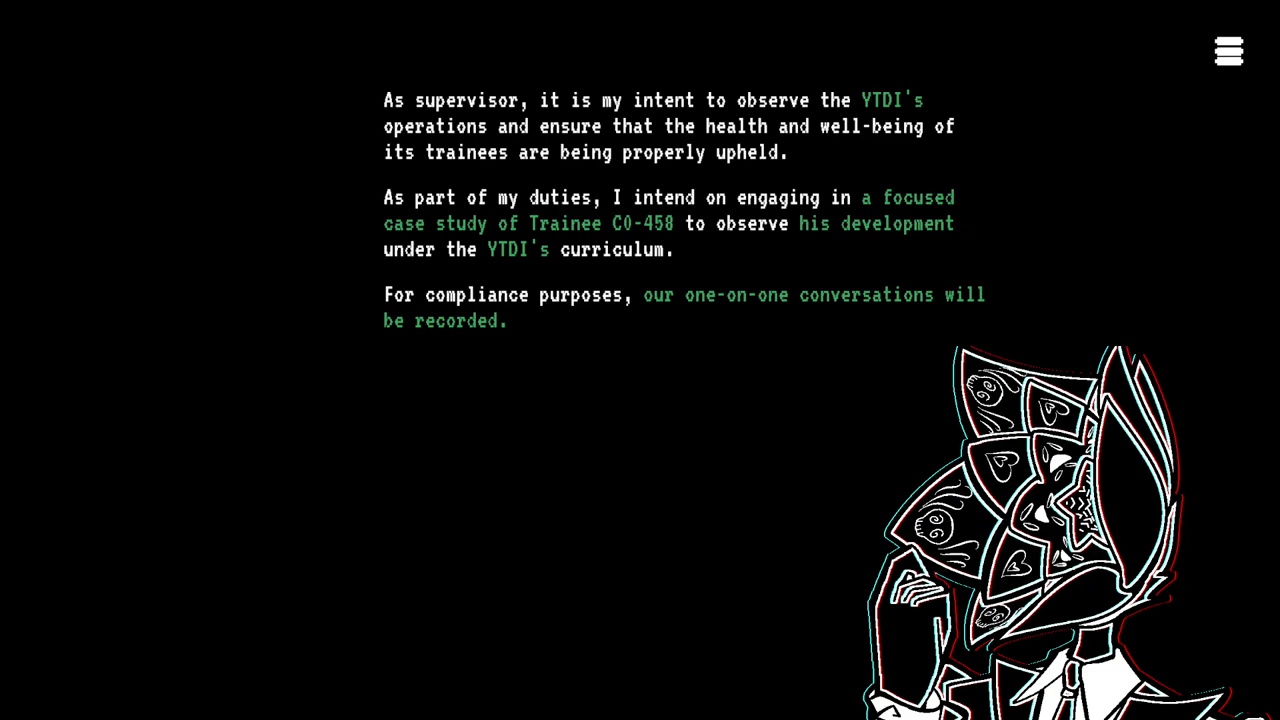 As supervisor, it is my intent to observe the YTDI's
operations and ensure that the health and well-being of
its trainees are being properly upheld.
As part of my duties, I intend on engaging in a focused
case study of Trainee C0-458 to observe his development
under the YTDI's curriculum.
For compliance purposes, our one-on-one conversations will
be recorded.